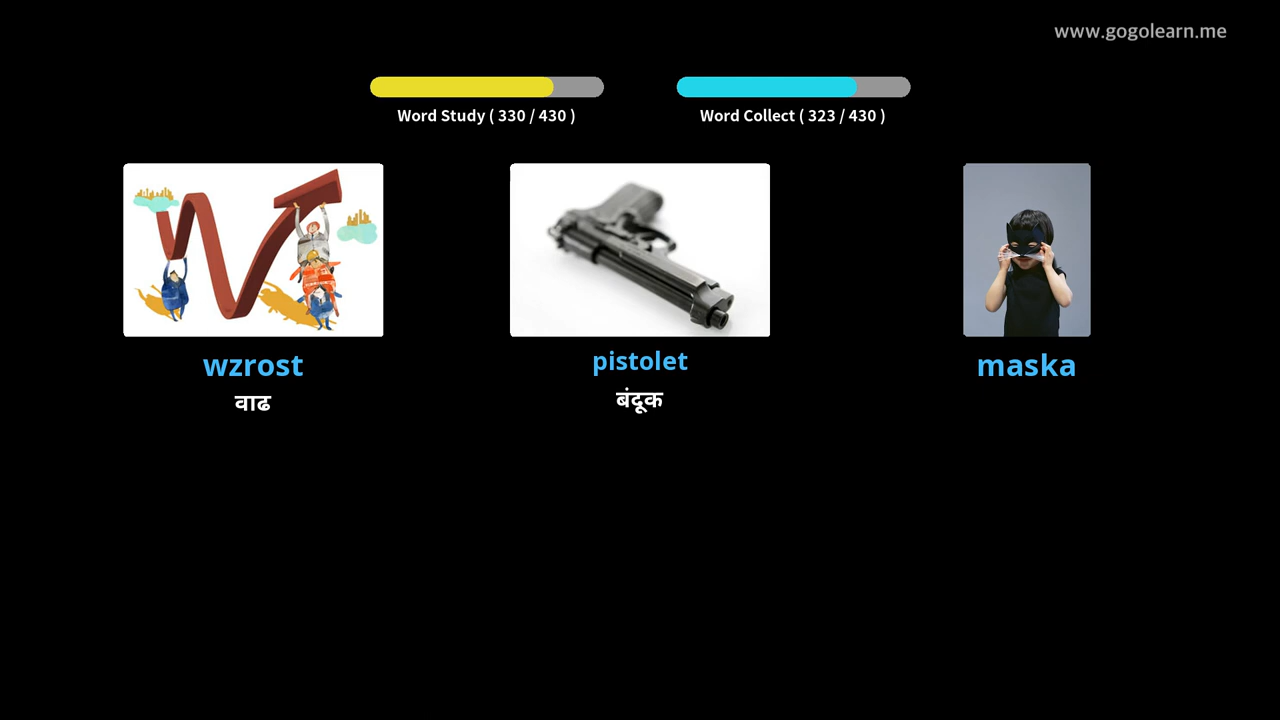 www.gogolearn.me
Word Study ( 330 / 430 )
Word Collect ( 323 / 430 )
wzrost
pistolet
maska
वाढ
बंदूक